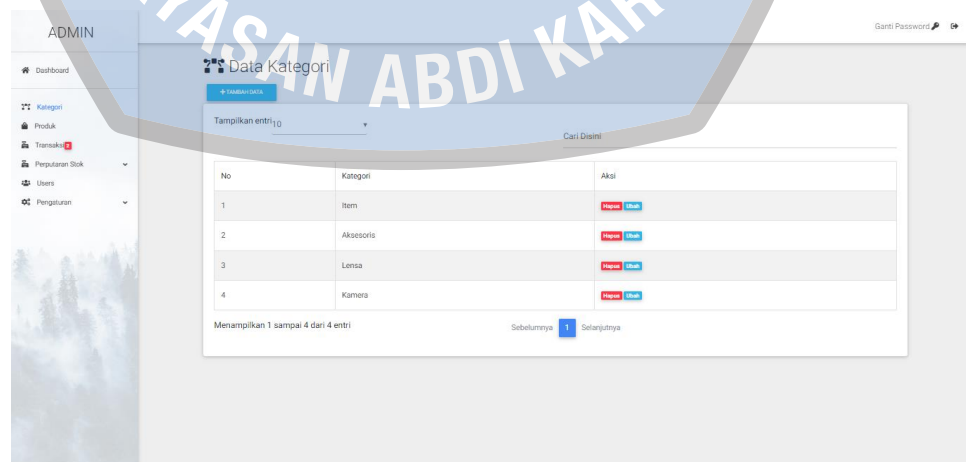 ADMIN
Ganti Password
Dashboard
Data Kategori
+ TAMBAH DATA
Kategori
Produk
Transaksi
Perputaran Stok
Users
Pengaturan
Tampilkan entri 10
Cari Disini
No Kategori Aksi
1 Item Hapus Ubah
2 Aksesoris Hapus Ubah
3 Lensa Hapus Ubah
4 Kamera Hapus Ubah
Menampilkan 1 sampai 4 dari 4 entri
Sebelumnya 1 Selanjutnya
YASAN ABDI KAR